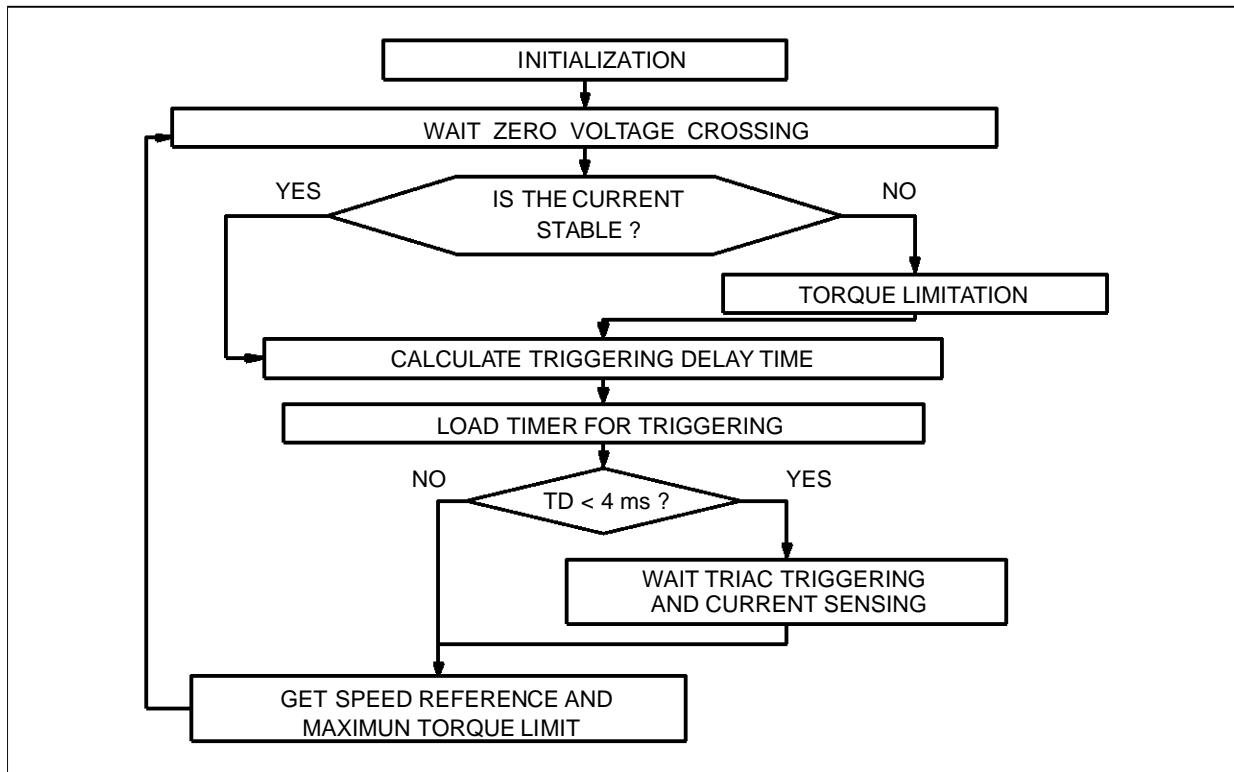 INITIALIZATION
WAIT ZERO VOLTAGE CROSSING
YES
IS THE CURRENT
STABLE ?
NO
TORQUE LIMITATION
CALCULATE TRIGGERING DELAY TIME
LOAD TIMER FOR TRIGGERING
NO
TD < 4 ms ?
YES
WAIT TRIAC TRIGGERING
AND CURRENT SENSING
GET SPEED REFERENCE AND
MAXIMUN TORQUE LIMIT